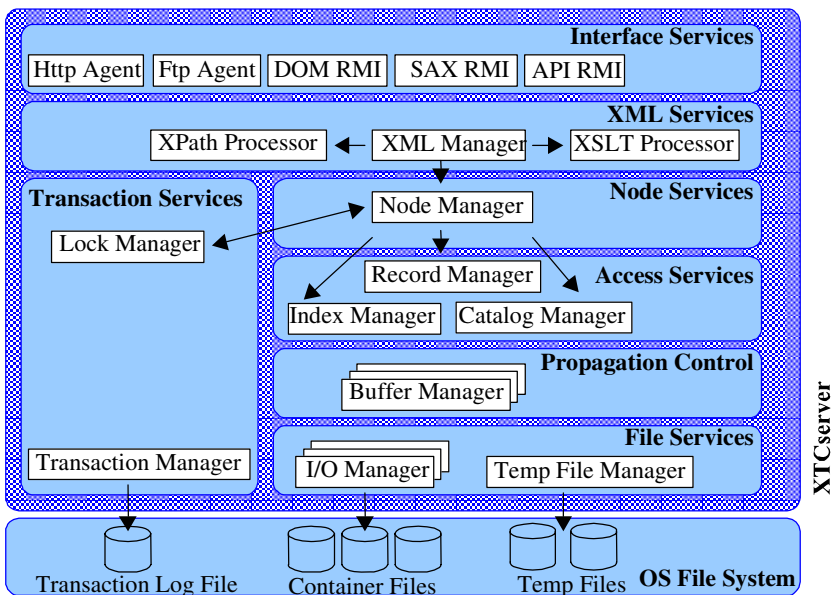 Interface Services
Http Agent
Ftp Agent
DOM RMI
SAX RMI
API RMI
XML Services
XPath Processor
XML Manager
XSLT Processor
Transaction Services
Lock Manager
Transaction Manager
Node Services
Node Manager
Access Services
Record Manager
Index Manager
Catalog Manager
Propagation Control
Buffer Manager
File Services
I/O Manager
Temp File Manager
XTCserver
Transaction Log File
Container Files
Temp Files
OS File System